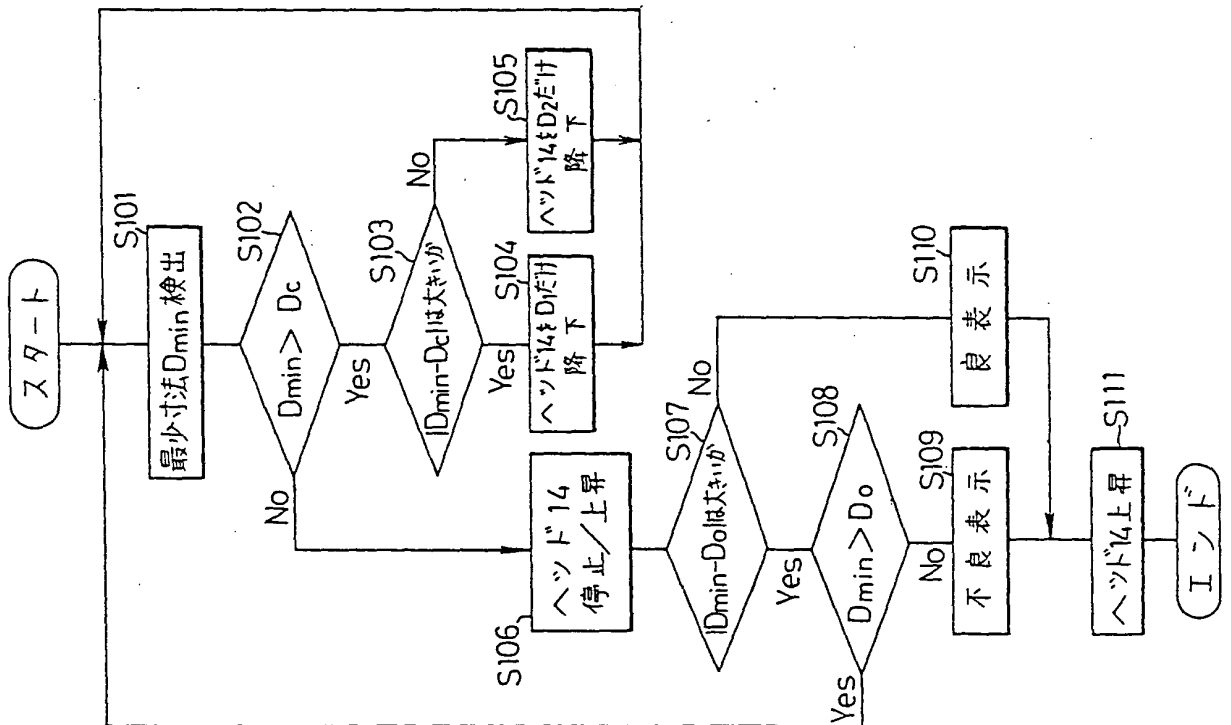 スタート
S101
最少寸法Dmin検出
S102
Dmin>Dc
Yes
No
S103
|Dmin-Dc|は大きいか
Yes
No
S104
ヘッド14をD1だけ
降下
S105
ヘッド14をD2だけ
降下
S106
ヘッド14
停止/上昇
S107
|Dmin-Do|は大きいか
Yes
No
S108
Dmin>Do
Yes
No
S109
不良表示
S110
良表示
S111
ヘッド14上昇
エンド